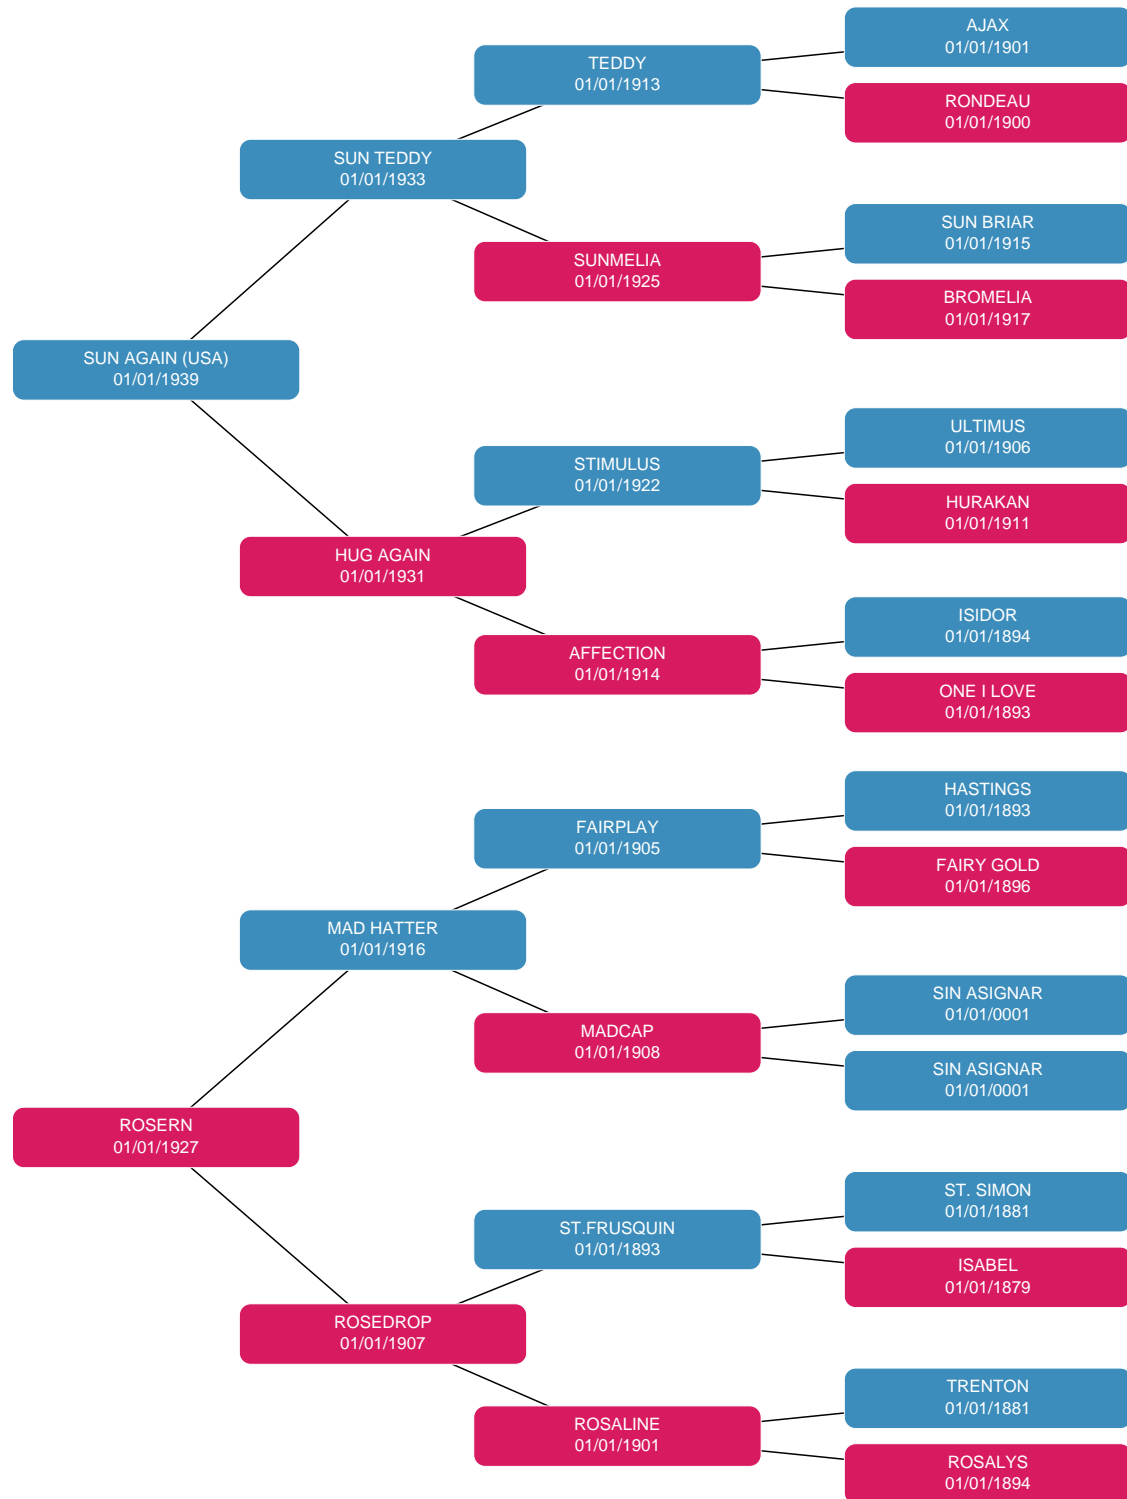 AJAX
01/01/1901
TEDDY
01/01/1913
RONDEAU
01/01/1900
SUN TEDDY
01/01/1933
SUN BRIAR
01/01/1915
SUNMELIA
01/01/1925
BROMELIA
01/01/1917
SUN AGAIN (USA)
01/01/1939
ULTIMUS
01/01/1906
STIMULUS
01/01/1922
HURAKAN
01/01/1911
HUG AGAIN
01/01/1931
ISIDOR
01/01/1894
AFFECTION
01/01/1914
ONE I LOVE
01/01/1893
HASTINGS
01/01/1893
FAIRPLAY
01/01/1905
FAIRY GOLD
01/01/1896
MAD HATTER
01/01/1916
SIN ASIGNAR
01/01/0001
MADCAP
01/01/1908
SIN ASIGNAR
01/01/0001
ROSERN
01/01/1927
ST. SIMON
01/01/1881
ST.FRUSQUIN
01/01/1893
ISABEL
01/01/1879
ROSEDROP
01/01/1907
TRENTON
01/01/1881
ROSALINE
01/01/1901
ROSALYS
01/01/1894